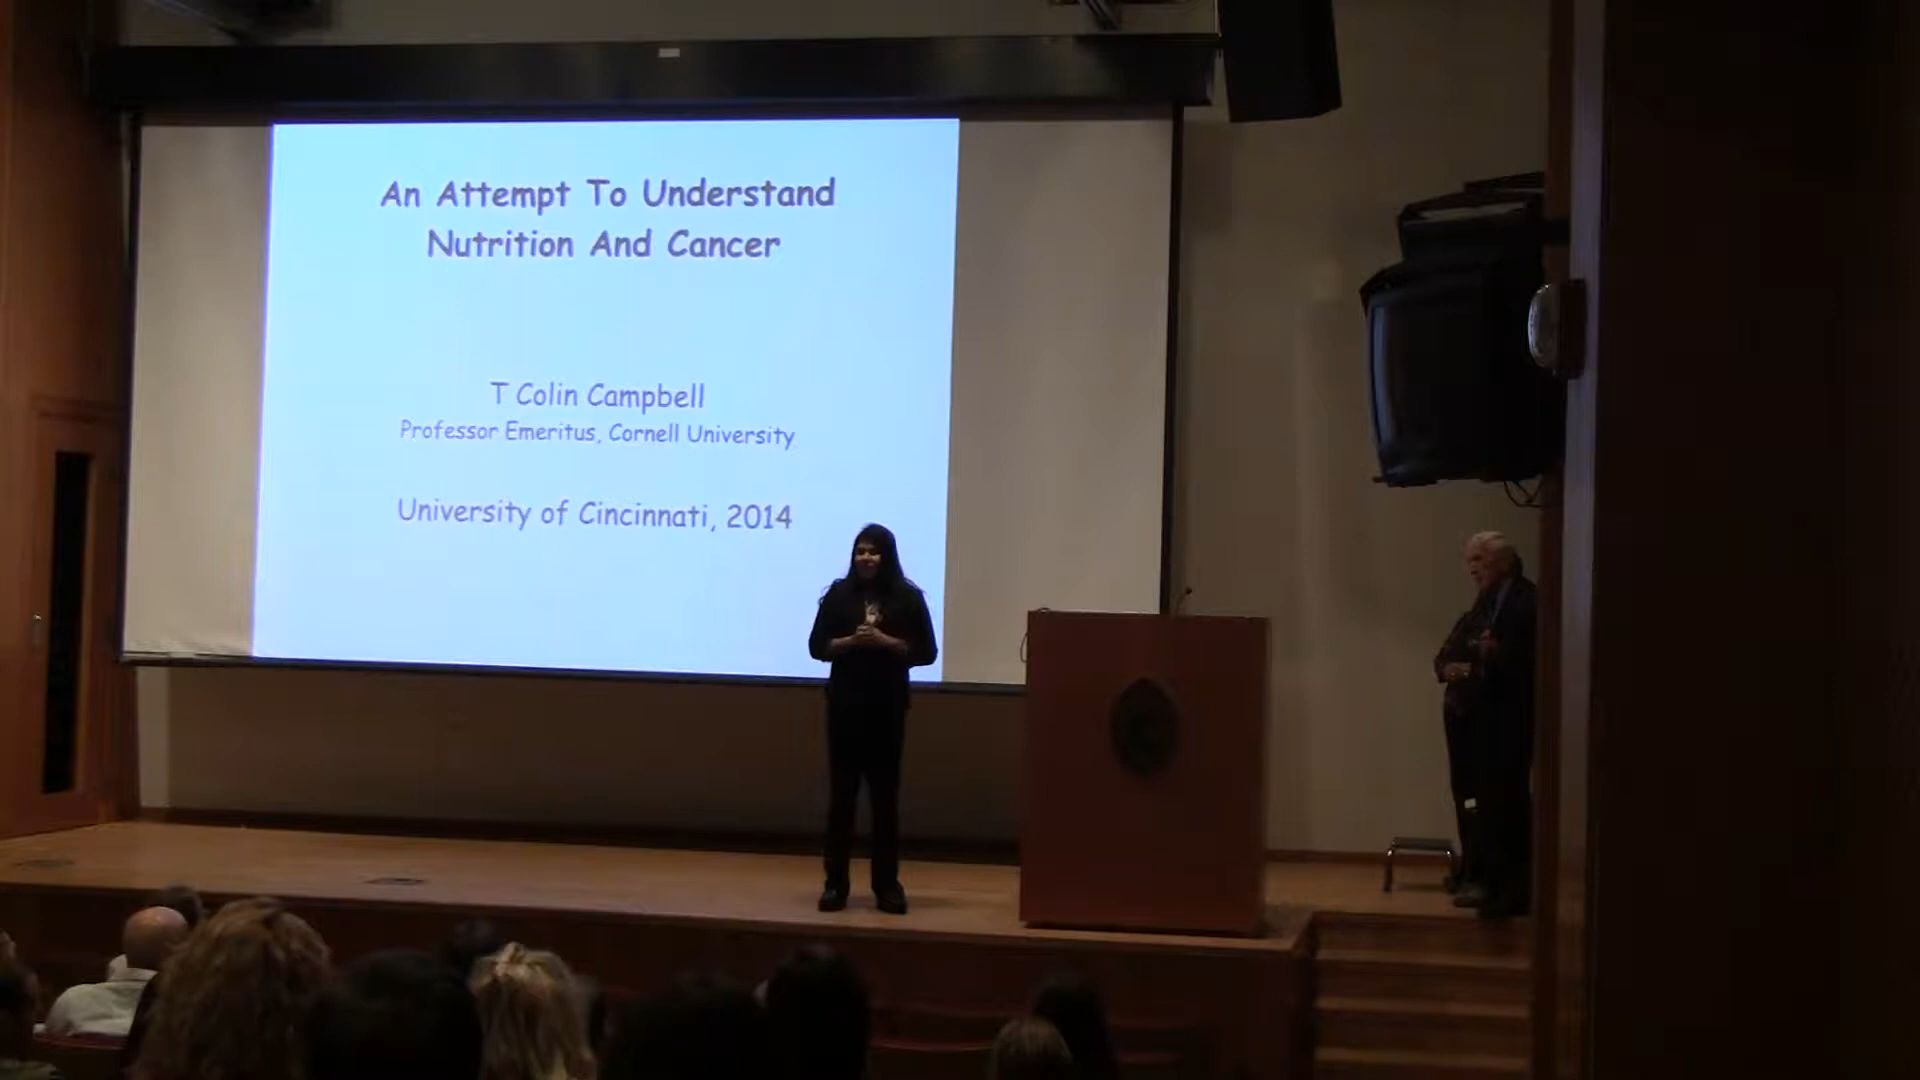 An Attempt To Understand
Nutrition And Cancer
T Colin Campbell
Professor Emeritus, Cornell University
University of Cincinnati, 2014